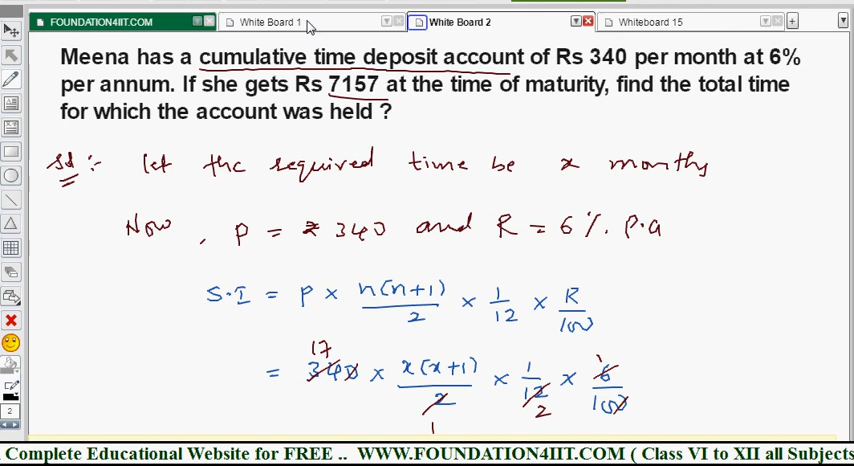 FOUNDATION4IIT.COM White Board 1 White Board 2 Whiteboard 15
Meena has a cumulative time deposit account of Rs 340 per month at 6%
per annum. If she gets Rs 7157 at the time of maturity, find the total time
for which the account was held ?
Sol :- let the required time be x months
Now, P = ₹ 340 and R = 6%. P.a
S.I = P × n(n+1)/2 × 1/12 × R/100
17 1
= 340 × x(x+1)/2 × 1/12 × 6/100
1 2
2
Complete Educational Website for FREE .. WWW.FOUNDATION4IIT.COM ( Class VI to XII all Subjects